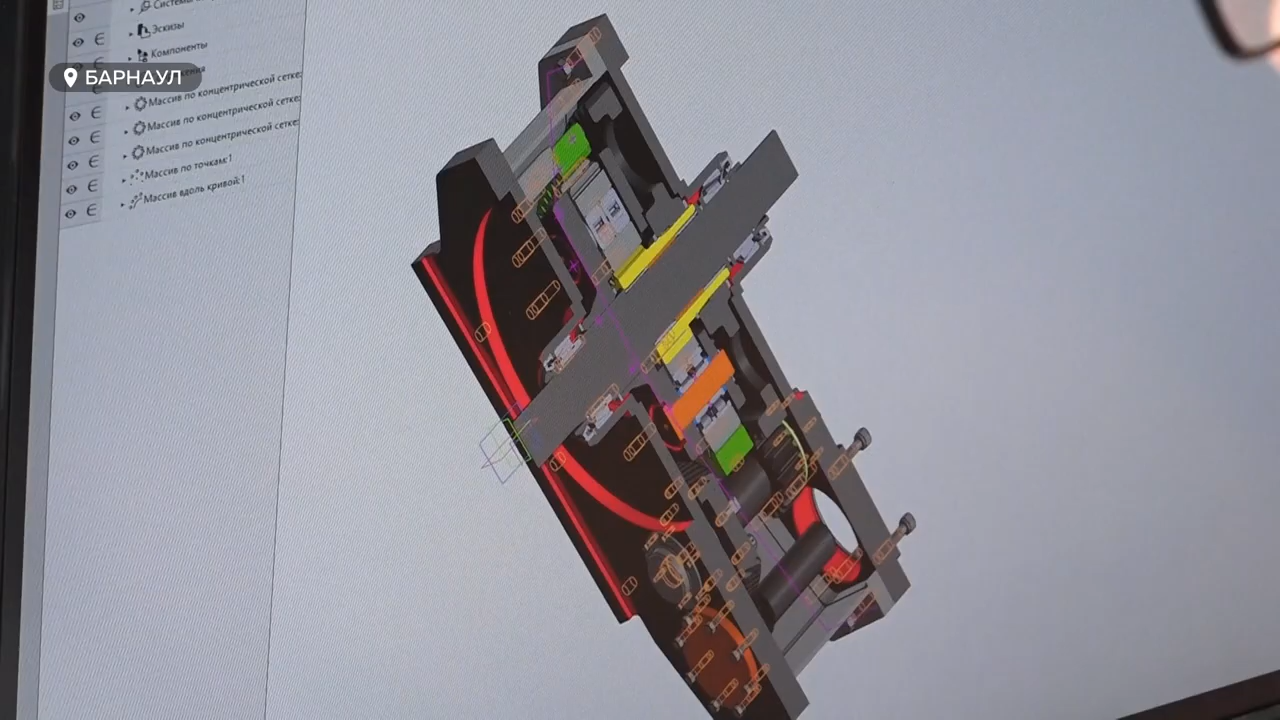 Эскизы
Компоненты
БАРНАУЛ
Массив по концентрической сетке:
Массив по концентрической сетке:
Массив по концентрической сетке:
Массив по точкам:1
Массив вдоль кривой:1